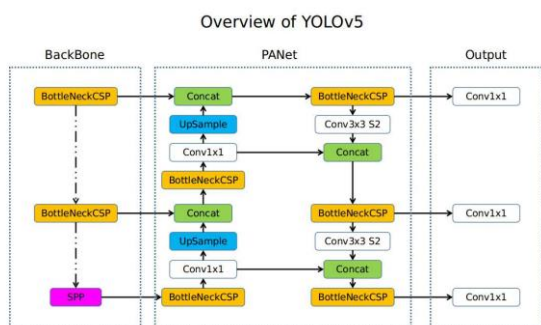 Overview of YOLOv5
BackBone PANet Output
BottleNeckCSP Concat BottleNeckCSP Conv1x1
UpSample Conv3x3 S2
Conv1x1 Concat
BottleNeckCSP
BottleNeckCSP Concat BottleNeckCSP Conv1x1
UpSample Conv3x3 S2
Conv1x1 Concat
SPP BottleNeckCSP BottleNeckCSP Conv1x1